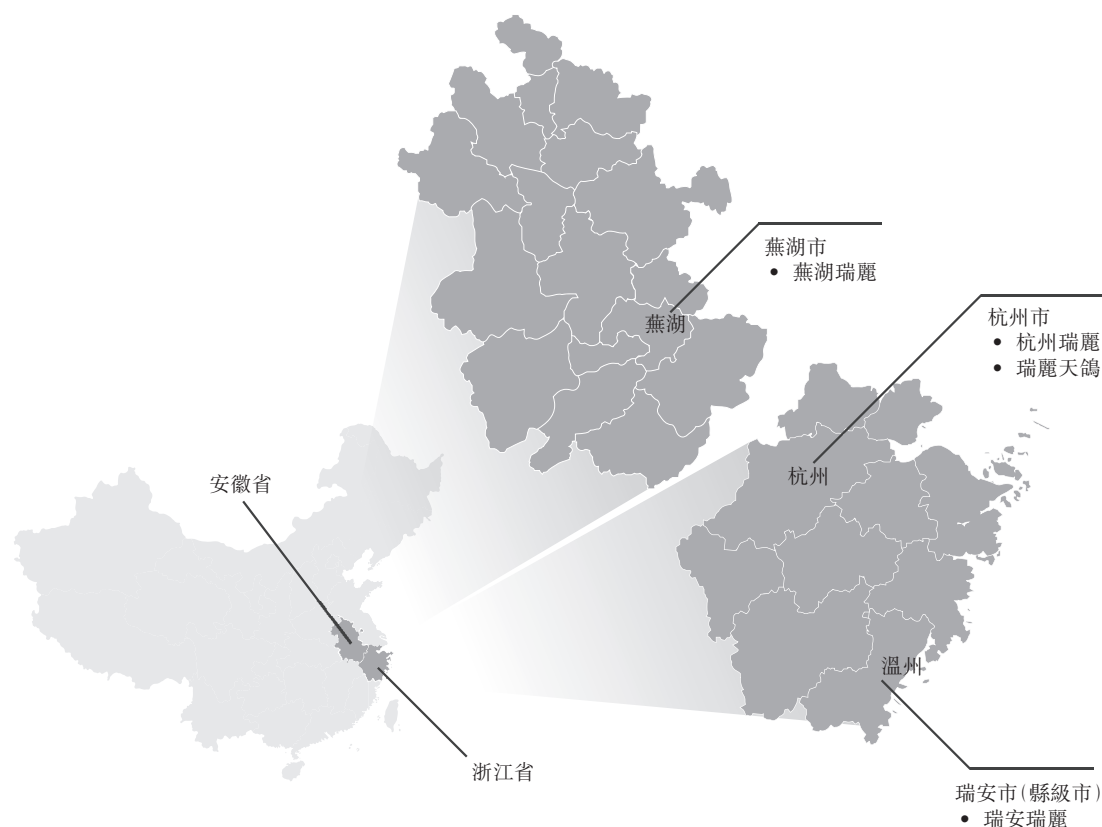 蕪湖市
• 蕪湖瑞麗
蕪湖
杭州市
• 杭州瑞麗
• 瑞麗天鴿
杭州
安徽省
溫州
浙江省
瑞安市(縣級市)
• 瑞安瑞麗